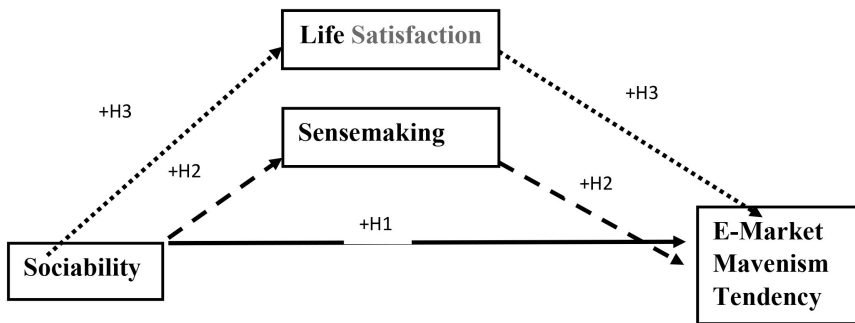 Life Satisfaction
+H3
+H3
Sensemaking
+H2
+H2
+H1
Sociability
E-Market
Mavenism
Tendency